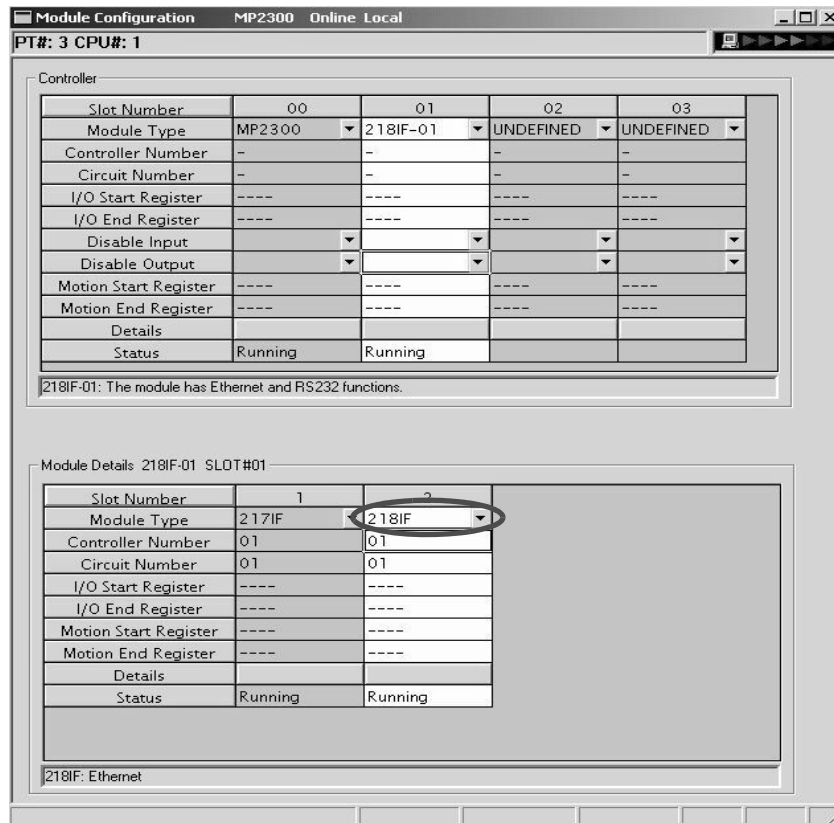 Module Configuration MP2300 Online Local
PT#: 3 CPU#: 1
Controller
Slot Number 00 01 02 03
Module Type MP2300 218IF-01 UNDEFINED UNDEFINED
Controller Number - - - -
Circuit Number - - - -
I/O Start Register ---- ---- ---- ----
I/O End Register ---- ---- ---- ----
Disable Input
Disable Output
Motion Start Register ---- ---- ---- ----
Motion End Register ---- ---- ---- ----
Details
Status Running Running
218IF-01: The module has Ethernet and RS232 functions.
Module Details 218IF-01 SLOT#01
Slot Number 1 2
Module Type 217IF 218IF
Controller Number 01 01
Circuit Number 01 01
I/O Start Register ---- ----
I/O End Register ---- ----
Motion Start Register ---- ----
Motion End Register ---- ----
Details
Status Running Running
218IF: Ethernet